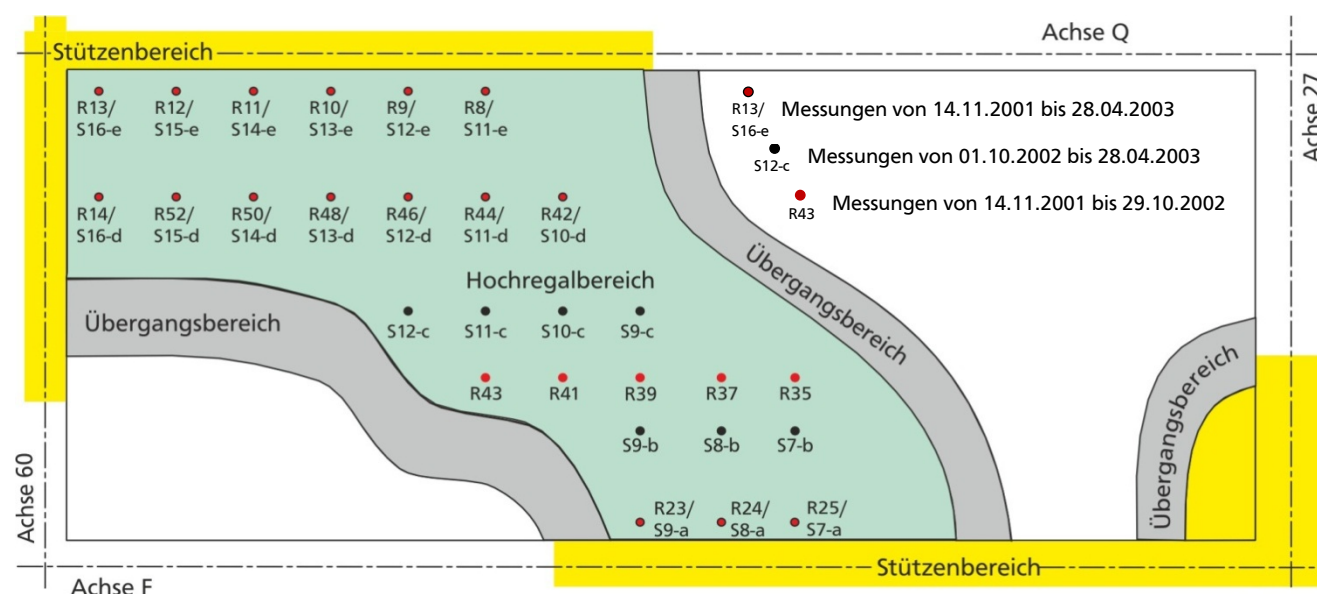 Achse Q
Stützenbereich
Achse 27
R13/
S16-e
R12/
S15-e
R11/
S14-e
R10/
S13-e
R9/
S12-e
R8/
S11-e
R13/
S16-e
Messungen von 14.11.2001 bis 28.04.2003
S12-c
Messungen von 01.10.2002 bis 28.04.2003
R43
Messungen von 14.11.2001 bis 29.10.2002
R14/
S16-d
R52/
S15-d
R50/
S14-d
R48/
S13-d
R46/
S12-d
R44/
S11-d
R42/
S10-d
Hochregalbereich
Übergangsbereich
Übergangsbereich
S12-c
S11-c
S10-c
S9-c
R43
R41
R39
R37
R35
S9-b
S8-b
S7-b
Übergangsbereich
Achse 60
R23/
S9-a
R24/
S8-a
R25/
S7-a
Stützenbereich
Achse F